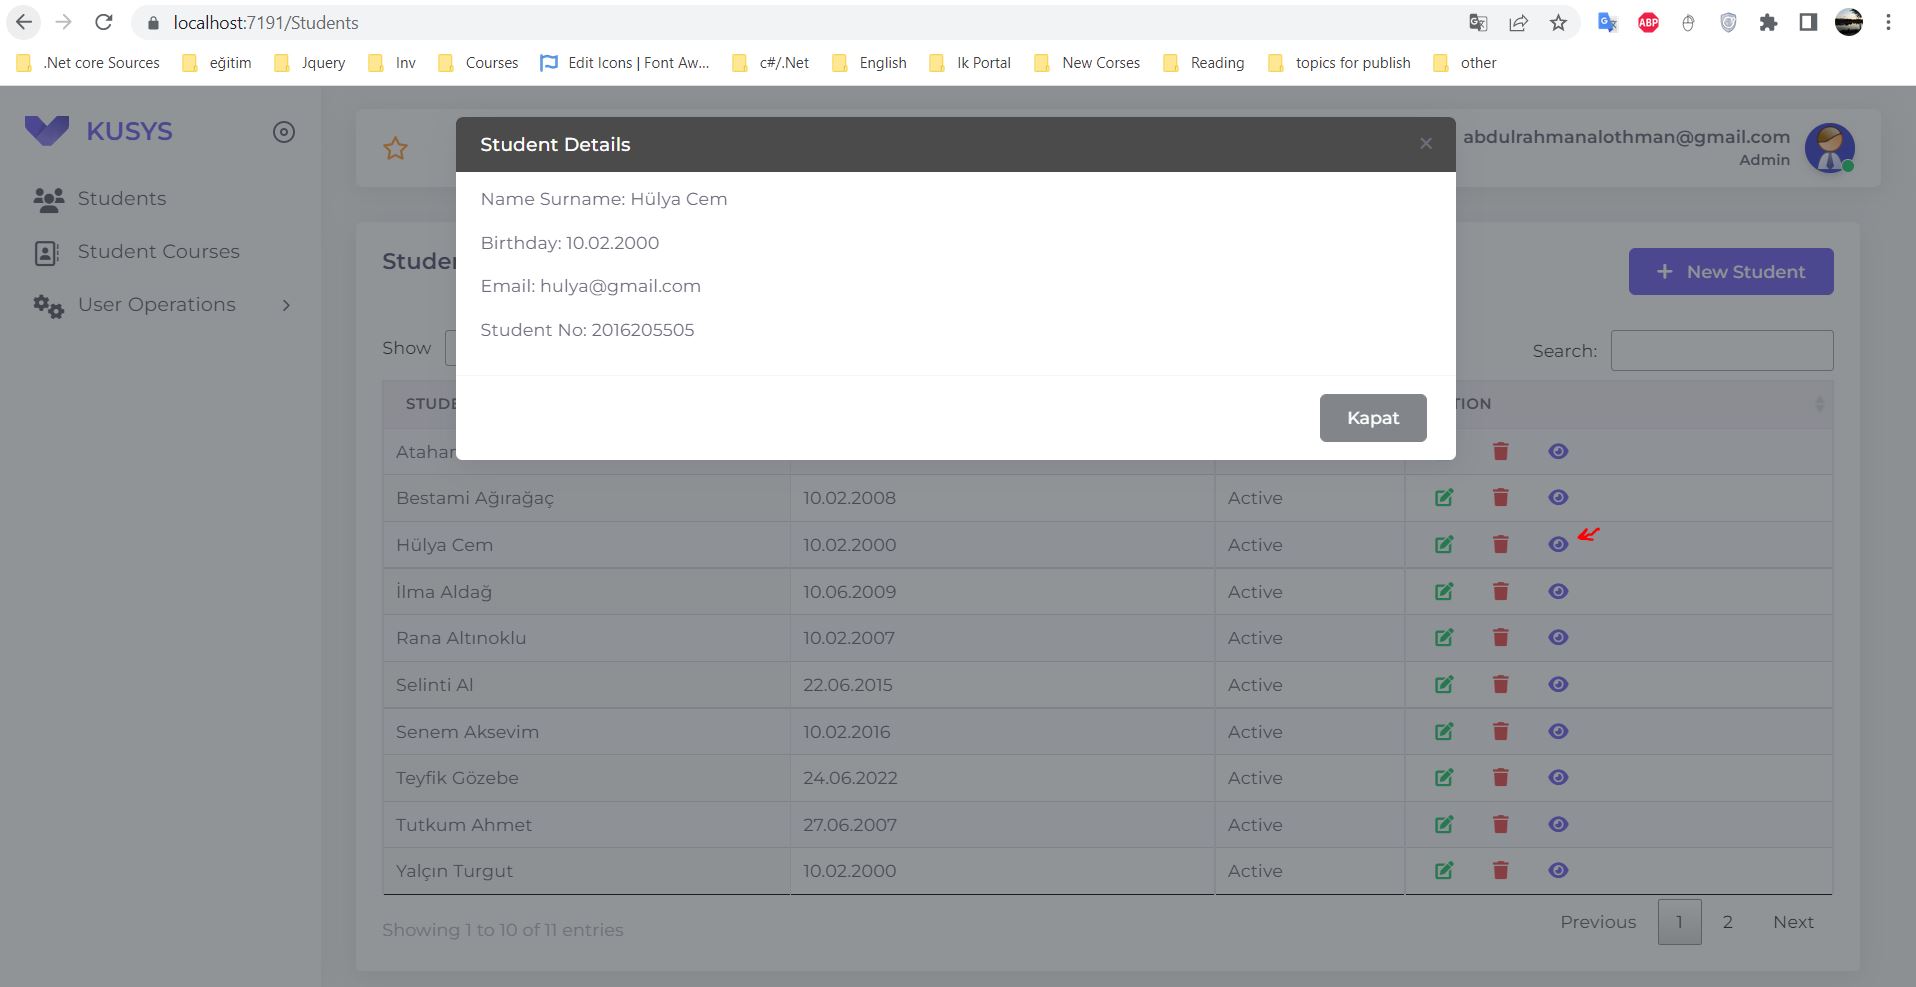 localhost:7191/Students
ABP
.Net core Sources eğitim Jquery Inv Courses Edit Icons | Font Aw... c#/.Net English Ik Portal New Corses Reading topics for publish other
KUSYS
Students
Student Courses
User Operations
abdulrahmanalothman@gmail.com
Admin
Student Details ×
Name Surname: Hülya Cem
Birthday: 10.02.2000
Email: hulya@gmail.com
Student No: 2016205505
Kapat
+ New Student
Show Search:
Bestami Ağırağaç 10.02.2008 Active
Hülya Cem 10.02.2000 Active
İlma Aldağ 10.06.2009 Active
Rana Altınoklu 10.02.2007 Active
Selinti Al 22.06.2015 Active
Senem Aksevim 10.02.2016 Active
Teyfik Gözebe 24.06.2022 Active
Tutkum Ahmet 27.06.2007 Active
Yalçın Turgut 10.02.2000 Active
Showing 1 to 10 of 11 entries
Previous 1 2 Next